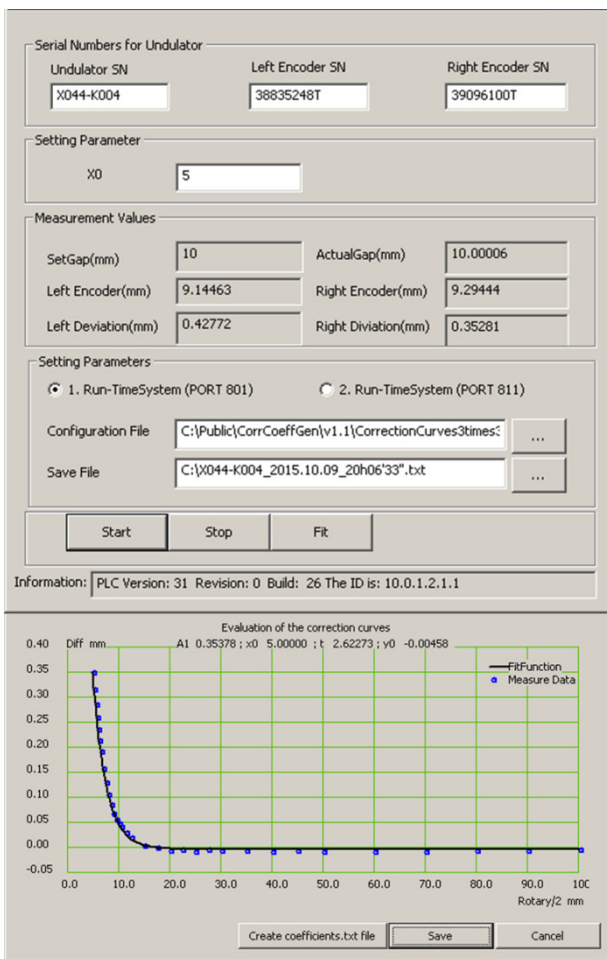 Serial Numbers for Undulator
Undulator SN Left Encoder SN Right Encoder SN
X044-K004 38835248T 39096100T
Setting Parameter
X0 5
Measurement Values
SetGap(mm) 10 ActualGap(mm) 10.00006
Left Encoder(mm) 9.14463 Right Encoder(mm) 9.29444
Left Deviation(mm) 0.42772 Right Diviation(mm) 0.35281
Setting Parameters
1. Run-TimeSystem (PORT 801) 2. Run-TimeSystem (PORT 811)
Configuration File C:\Public\CorrCoeffGen\v1.1\CorrectionCurves3times3 ...
Save File C:\X044-K004_2015.10.09_20h06'33".txt ...
Start Stop Fit
Information: PLC Version: 31 Revision: 0 Build: 26 The ID is: 10.0.1.2.1.1
Evaluation of the correction curves
0.40 Diff mm A1 0.35378 ; x0 5.00000 ; t 2.62273 ; y0 -0.00458
0.35 FitFunction
Measure Data
0.30
0.25
0.20
0.15
0.10
0.05
0.00
-0.05
0.0 10.0 20.0 30.0 40.0 50.0 60.0 70.0 80.0 90.0 100
Rotary/2 mm
Create coefficients.txt file Save Cancel